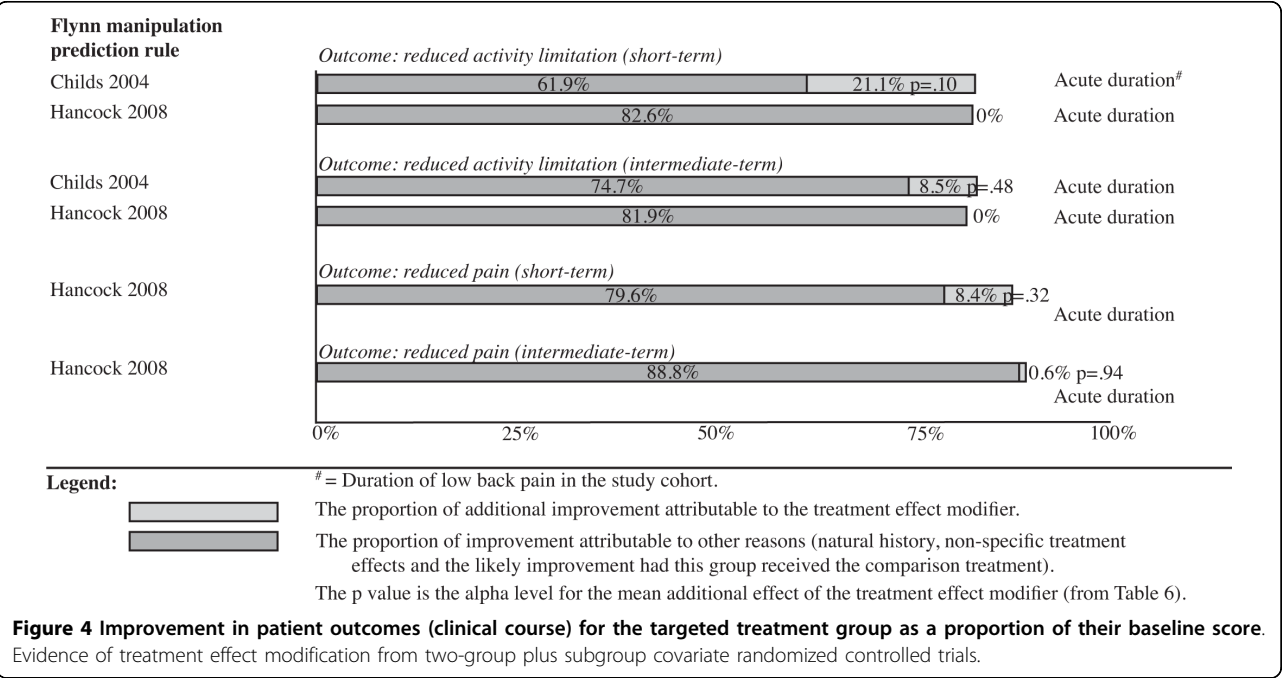 Flynn manipulation
prediction rule
Outcome: reduced activity limitation (short-term)
Childs 2004 61.9% 21.1% p=.10 Acute duration#
Hancock 2008 82.6% 0% Acute duration
Outcome: reduced activity limitation (intermediate-term)
Childs 2004 74.7% 8.5% p=.48 Acute duration
Hancock 2008 81.9% 0% Acute duration
Outcome: reduced pain (short-term)
Hancock 2008 79.6% 8.4% p=.32
Acute duration
Outcome: reduced pain (intermediate-term)
Hancock 2008 88.8% 0.6% p=.94
Acute duration
0% 25% 50% 75% 100%
Legend: # = Duration of low back pain in the study cohort.
The proportion of additional improvement attributable to the treatment effect modifier.
The proportion of improvement attributable to other reasons (natural history, non-specific treatment
effects and the likely improvement had this group received the comparison treatment).
The p value is the alpha level for the mean additional effect of the treatment effect modifier (from Table 6).
Figure 4 Improvement in patient outcomes (clinical course) for the targeted treatment group as a proportion of their baseline score.
Evidence of treatment effect modification from two-group plus subgroup covariate randomized controlled trials.